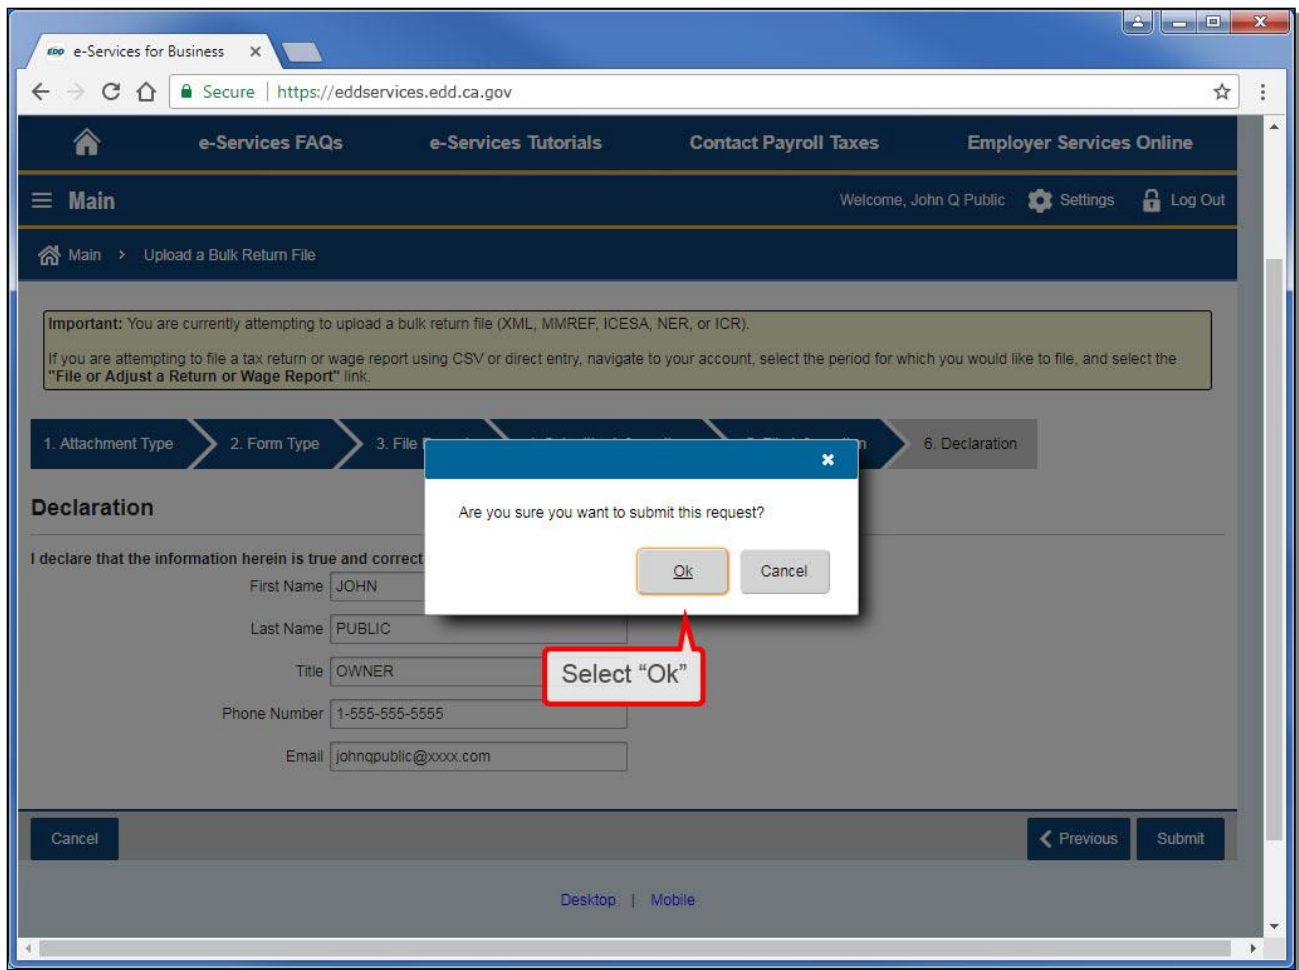 EDD e-Services for Business
Secure | https://eddservices.edd.ca.gov
e-Services FAQs e-Services Tutorials Contact Payroll Taxes Employer Services Online
Main Welcome, John Q Public Settings Log Out
Main > Upload a Bulk Return File
Important: You are currently attempting to upload a bulk return file (XML, MMREF, ICESA, NER, or ICR).
If you are attempting to file a tax return or wage report using CSV or direct entry, navigate to your account, select the period for which you would like to file, and select the
"File or Adjust a Return or Wage Report" link.
1. Attachment Type 2. Form Type 3. File 6. Declaration
Are you sure you want to submit this request?
Ok Cancel
Select “Ok”
Declaration
I declare that the information herein is true and correct
First Name JOHN
Last Name PUBLIC
Title OWNER
Phone Number 1-555-555-5555
Email johnqpublic@xxxx.com
Cancel Previous Submit
Desktop | Mobile